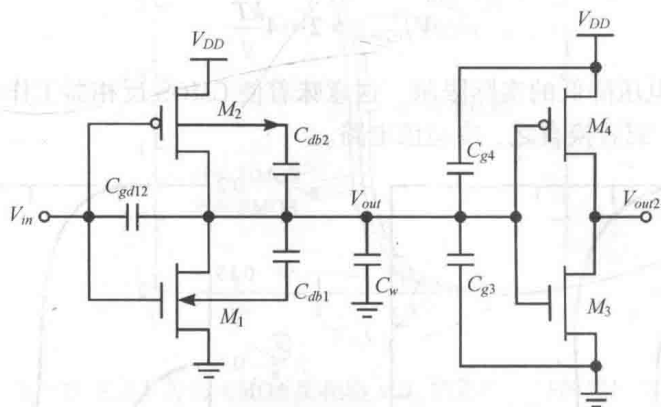 V_DD
V_DD
M_2
C_db2
C_g4
M_4
C_gd12
V_in
V_out
V_out2
C_db1
C_w
C_g3
M_3
M_1